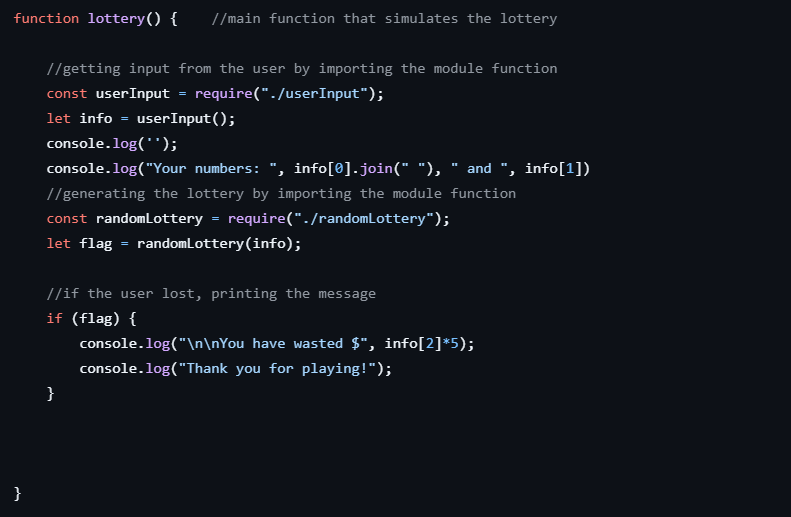 function lottery() {    //main function that simulates the lottery
    //getting input from the user by importing the module function
    const userInput = require("./userInput");
    let info = userInput();
    console.log('');
    console.log("Your numbers: ", info[0].join(" "), " and ", info[1])
    //generating the lottery by importing the module function
    const randomLottery = require("./randomLottery");
    let flag = randomLottery(info);
    //if the user lost, printing the message
    if (flag) {
        console.log("\n\nYou have wasted $", info[2]*5);
        console.log("Thank you for playing!");
    }
}